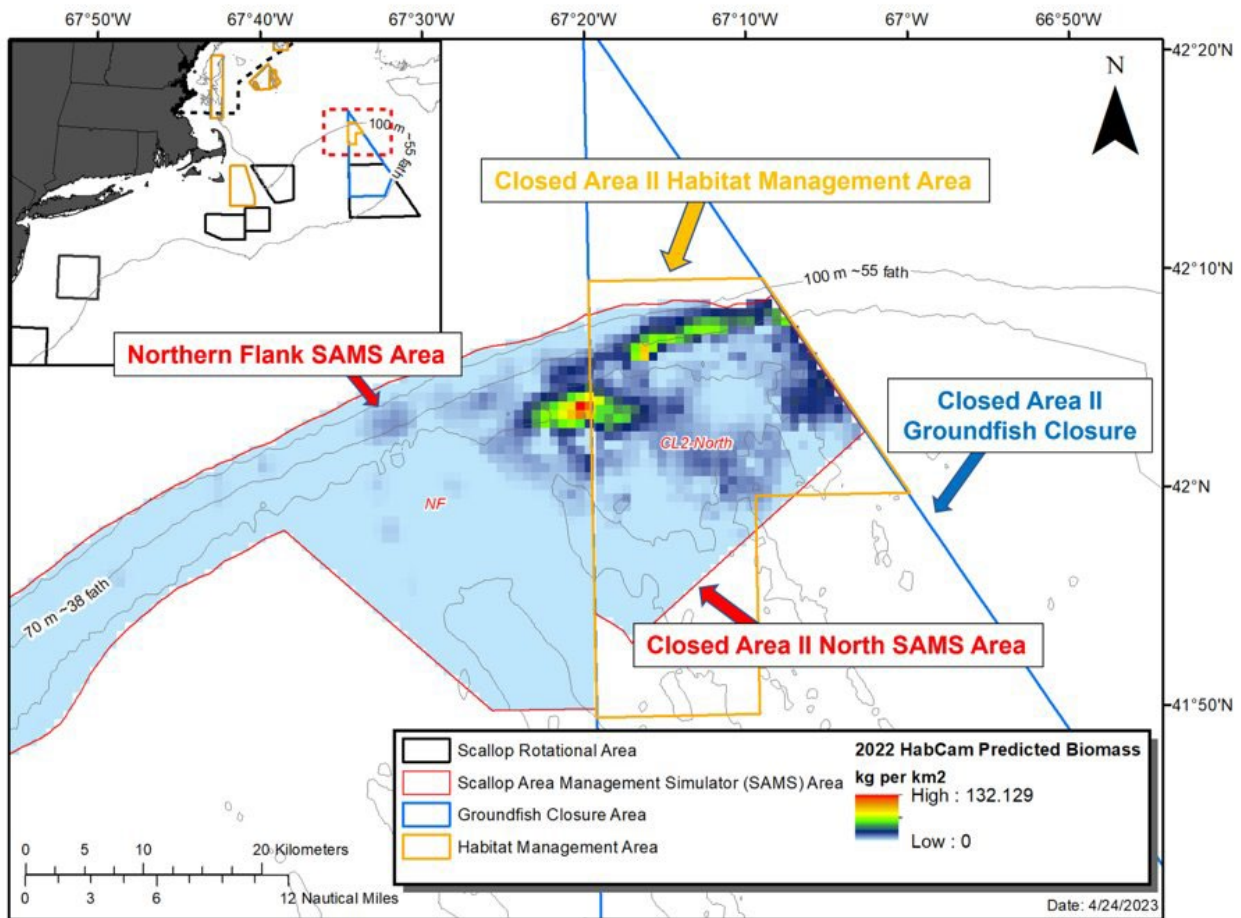 67°50'W
67°40'W
67°30'W
67°20'W
67°10'W
67°W
66°50'W
42°20'N
N
100 m ~55 fath
Closed Area II Habitat Management Area
42°10'N
100 m ~55 fath
Northern Flank SAMS Area
Closed Area II
Groundfish Closure
CL2-North
42°N
NF
70 m ~38 fath
Closed Area II North SAMS Area
41°50'N
Scallop Rotational Area
Scallop Area Management Simulator (SAMS) Area
Groundfish Closure Area
Habitat Management Area
2022 HabCam Predicted Biomass
kg per km2
High : 132.129
Low : 0
0 5 10 20 Kilometers
0 3 6 12 Nautical Miles
Date: 4/24/2023